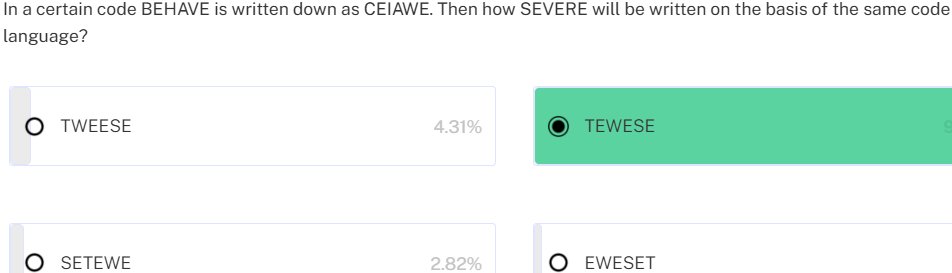 In a certain code BEHAVE is written down as CEIAWE. Then how SEVERE will be written on the basis of the same code
language?
TWEESE 4.31%
TEWESE 9
SETEWE 2.82%
EWESET